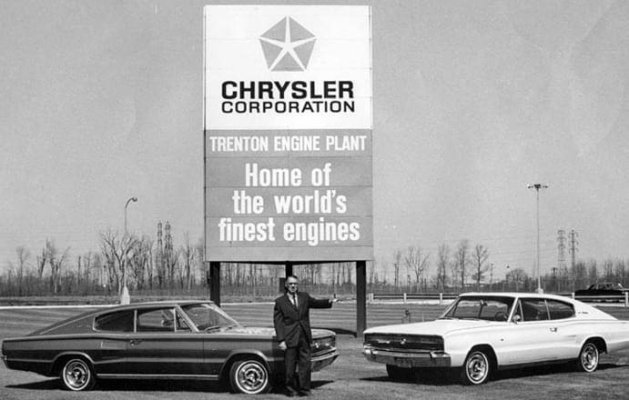 CHRYSLER
CORPORATION
TRENTON ENGINE PLANT
Home of
the world's
finest engines